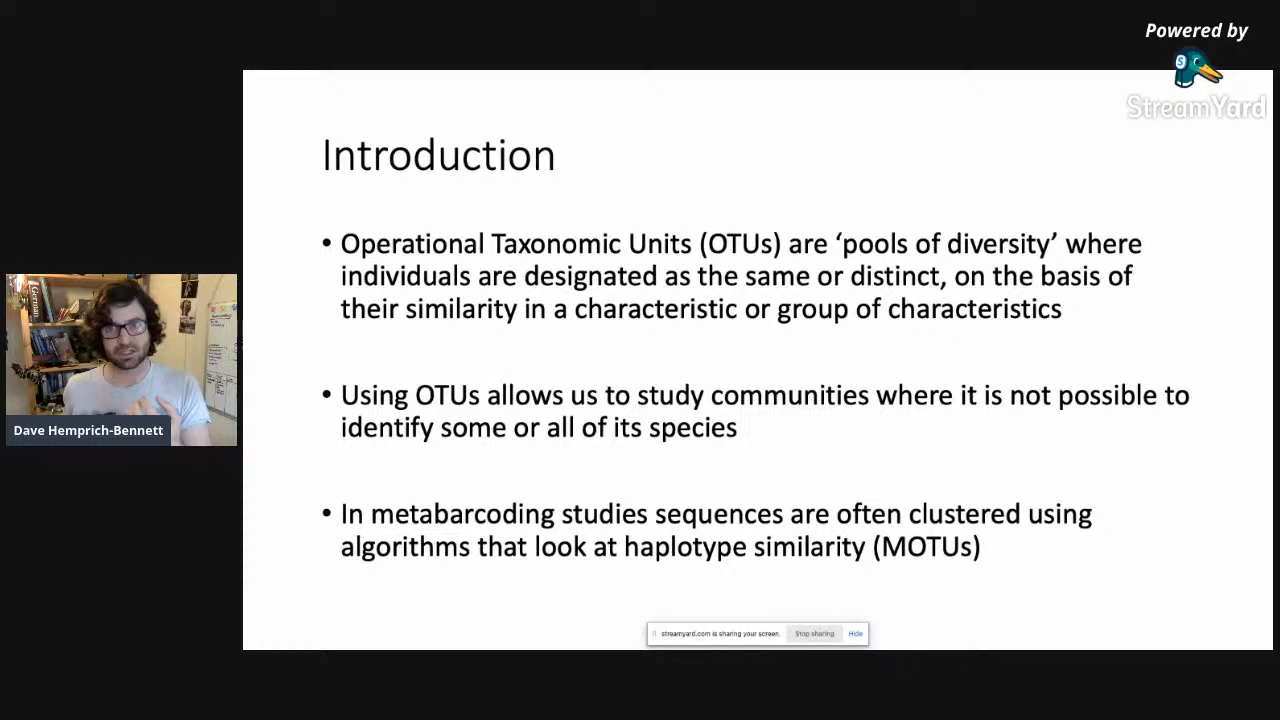 Powered by
S
StreamYard
Introduction
• Operational Taxonomic Units (OTUs) are ‘pools of diversity’ where
individuals are designated as the same or distinct, on the basis of
their similarity in a characteristic or group of characteristics
• Using OTUs allows us to study communities where it is not possible to
identify some or all of its species
• In metabarcoding studies sequences are often clustered using
algorithms that look at haplotype similarity (MOTUs)
German
Dave Hemprich-Bennett
streamyard.com is sharing your screen.
Stop sharing
Hide